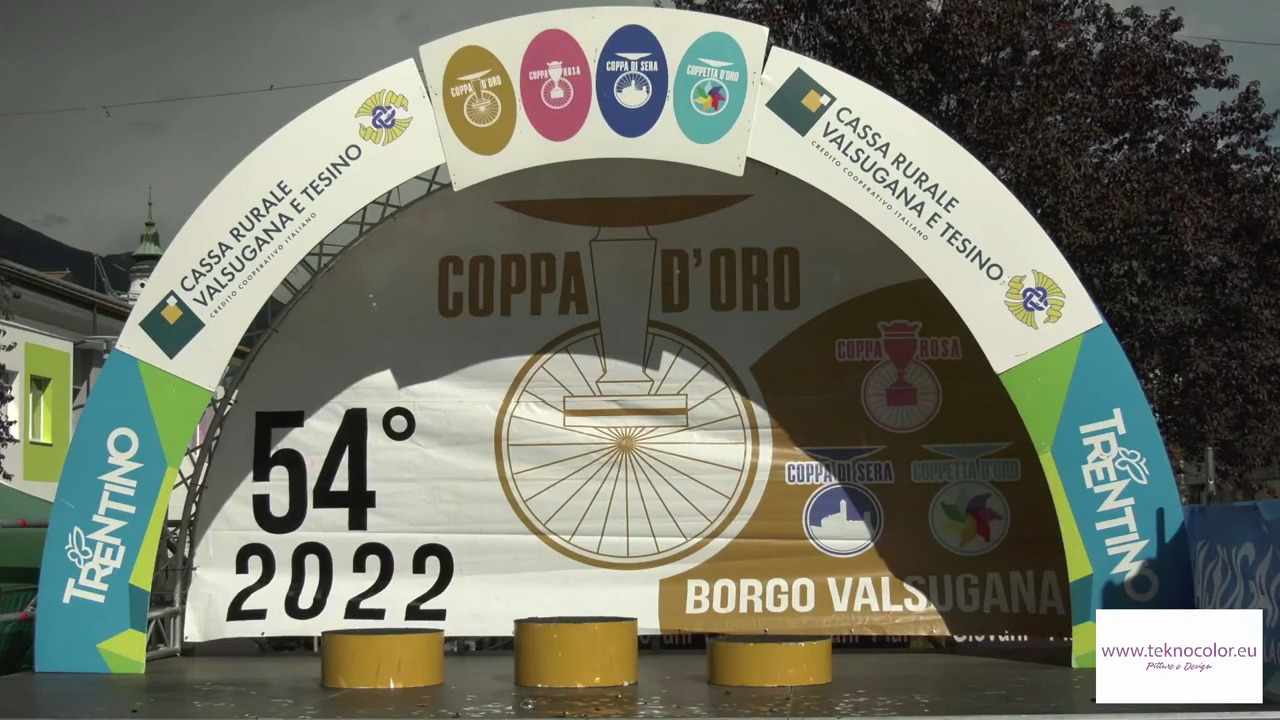 COPPA D'ORO
COPPA ROSA
COPPA DI SERA
COPPETTA D'ORO
CASSA RURALE
VALSUGANA E TESINO
CREDITO COOPERATIVO ITALIANO
CASSA RURALE
VALSUGANA E TESINO
CREDITO COOPERATIVO ITALIANO
TRENTINO
TRENTINO
COPPA D'ORO
COPPA ROSA
COPPA DI SERA
COPPETTA D'ORO
54°
2022
BORGO VALSUGANA
Giovani
www.teknocolor.eu
Pitture e Design